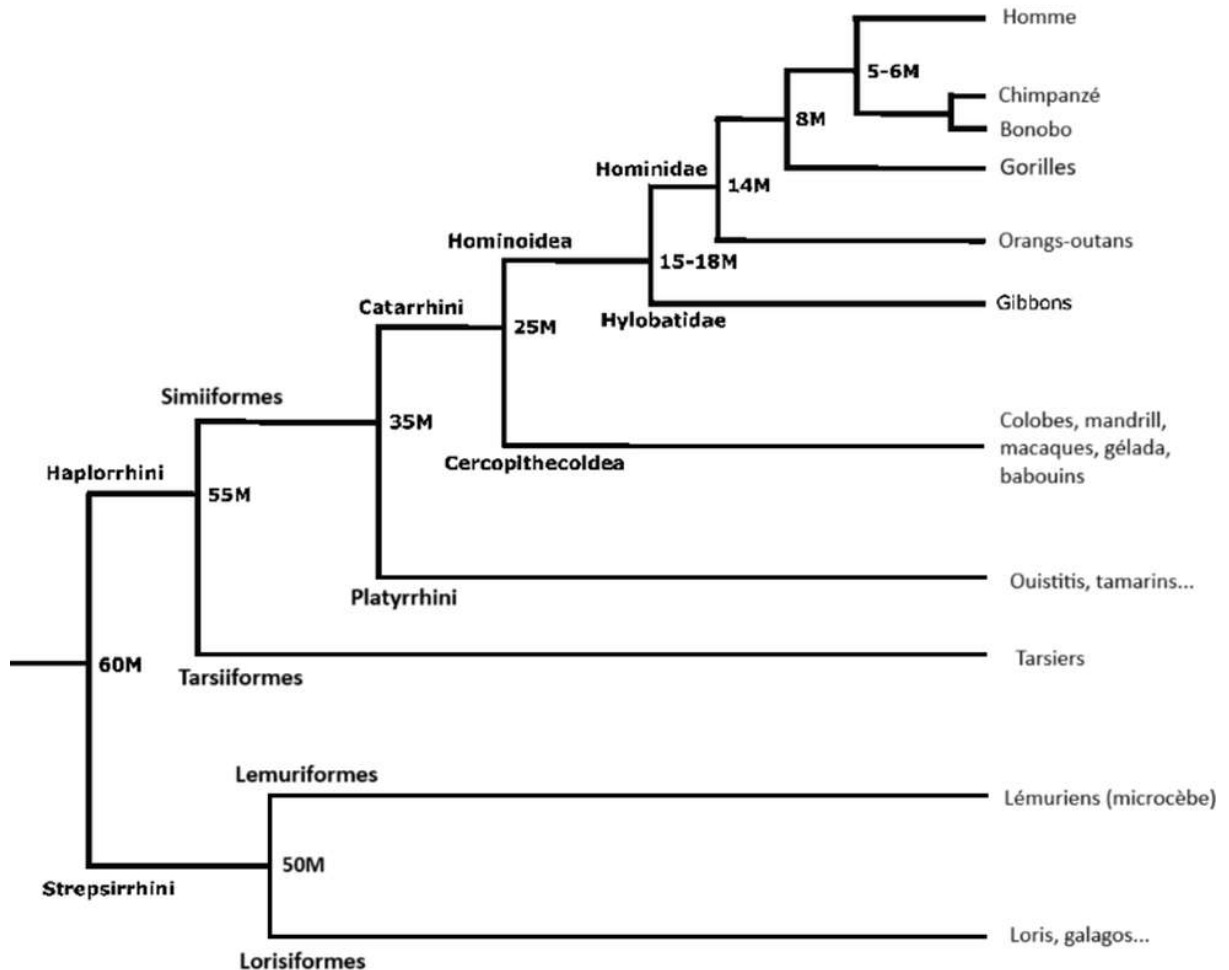 Homme
5-6M
Chimpanzé
8M
Bonobo
Hominidae
Gorilles
14M
Hominoidea
Orangs-outans
15-18M
Catarrhini
Gibbons
Hylobatidae
25M
Simiiformes
35M
Colobes, mandrill,
macaques, gélada,
babouins
Cercopithecoldea
Haplorrhini
55M
Platyrrhini
Ouistitis, tamarins...
60M
Tarsiers
Tarsiiformes
Lemuriformes
Lémuriens (microcèbe)
50M
Strepsirrhini
Loris, galagos...
Lorisiformes